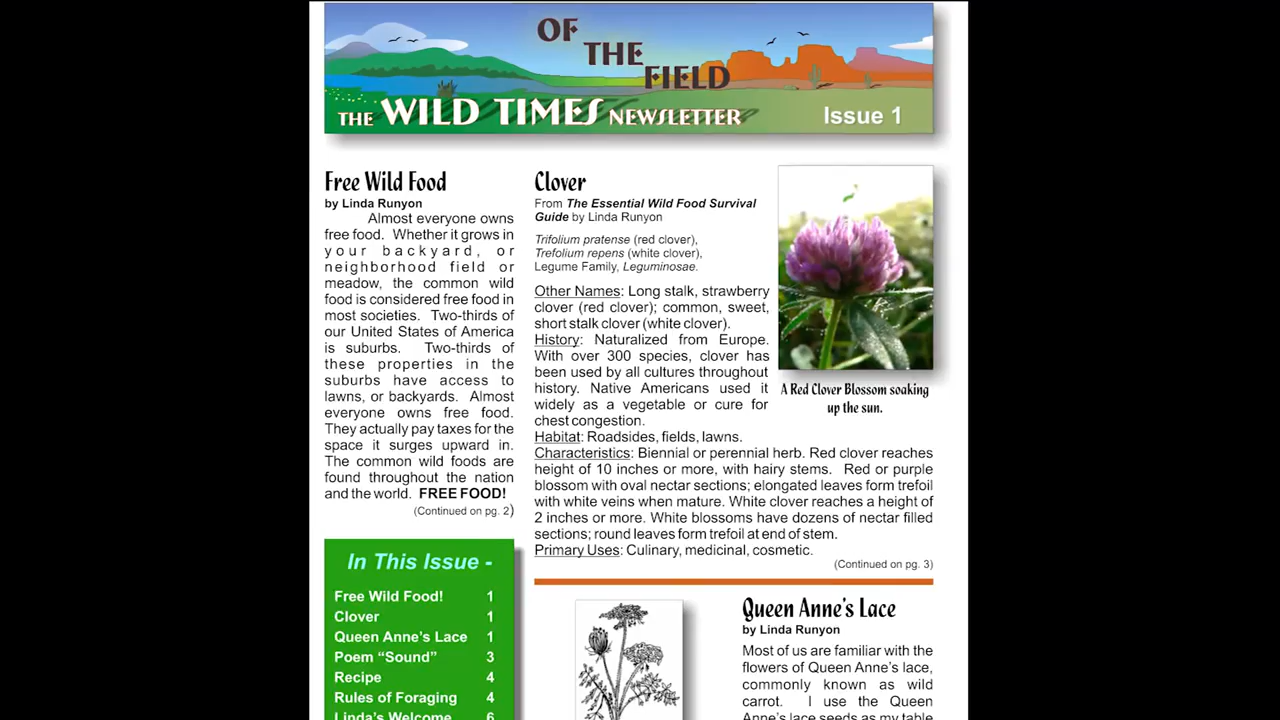 OF
THE
FIELD
THE WILD TIMES NEWSLETTER
Issue 1
Free Wild Food
by Linda Runyon
Almost everyone owns
free food. Whether it grows in
your backyard, or
neighborhood field or
meadow, the common wild
food is considered free food in
most societies. Two-thirds of
our United States of America
is suburbs. Two-thirds of
these properties in the
suburbs have access to
lawns, or backyards. Almost
everyone owns free food.
They actually pay taxes for the
space it surges upward in.
The common wild foods are
found throughout the nation
and the world. FREE FOOD!
(Continued on pg. 2)
In This Issue -
Free Wild Food! 1
Clover 1
Queen Anne's Lace 1
Poem “Sound” 3
Recipe 4
Rules of Foraging 4
Linda's Welcome 6
Clover
From The Essential Wild Food Survival
Guide by Linda Runyon
Trifolium pratense (red clover),
Trefolium repens (white clover),
Legume Family, Leguminosae.
Other Names: Long stalk, strawberry
clover (red clover); common, sweet,
short stalk clover (white clover).
History: Naturalized from Europe.
With over 300 species, clover has
been used by all cultures throughout
history. Native Americans used it
widely as a vegetable or cure for
chest congestion.
Habitat: Roadsides, fields, lawns.
Characteristics: Biennial or perennial herb. Red clover reaches
height of 10 inches or more, with hairy stems. Red or purple
blossom with oval nectar sections; elongated leaves form trefoil
with white veins when mature. White clover reaches a height of
2 inches or more. White blossoms have dozens of nectar filled
sections; round leaves form trefoil at end of stem.
Primary Uses: Culinary, medicinal, cosmetic.
(Continued on pg. 3)
A Red Clover Blossom soaking
up the sun.
Queen Anne's Lace
by Linda Runyon
Most of us are familiar with the
flowers of Queen Anne's lace,
commonly known as wild
carrot. I use the Queen
Anne's lace seeds as my table